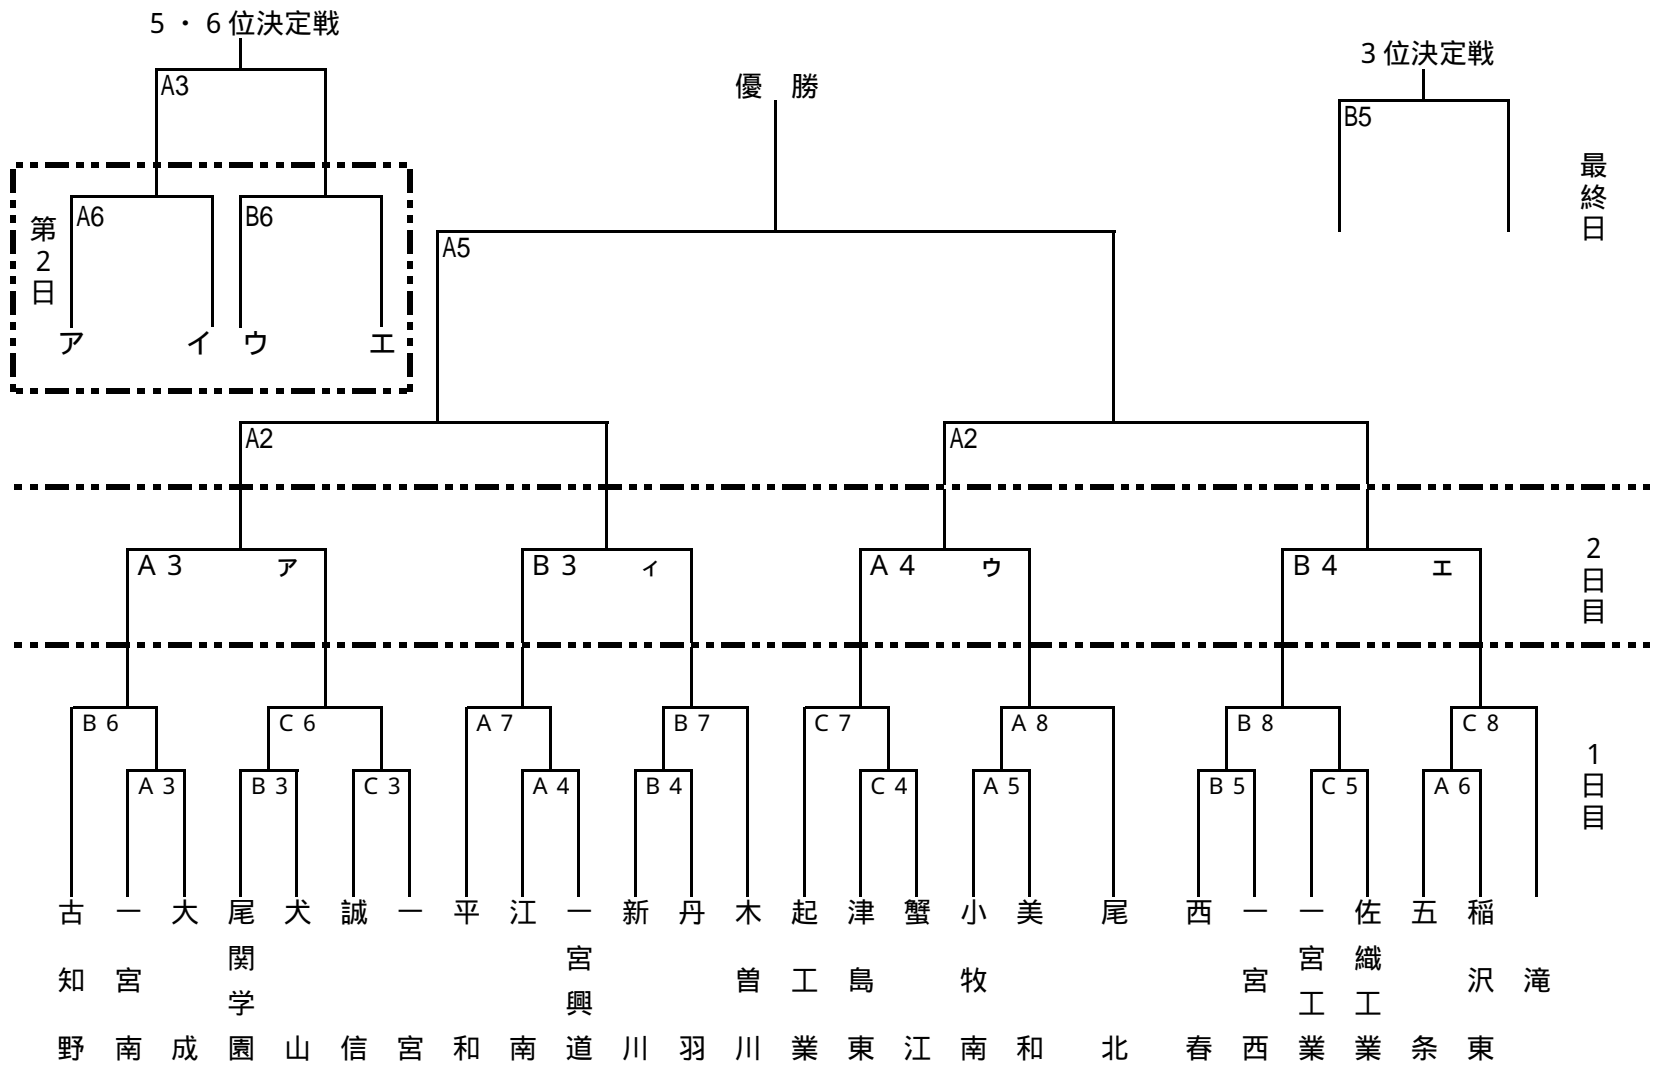 5・6位決定戦
3位決定戦
A3
優 勝
B5
最終日
第2日
A6
B6
A5
ア
イ
ウ
エ
A2
A2
A3 ア
B3 ィ
A4 ウ
B4 エ
2日目
B6
C6
A7
B7
C7
A8
B8
C8
1日目
A3
B3
C3
A4
B4
C4
A5
B5
C5
A6
古知野
一宮南
大成
尾関学園
犬山
誠信
一宮
平和
江南
一宮興道
新川
丹羽
木曽川
起工業
津島東
蟹江
小牧南
美和
尾北
西春
一宮西
一宮工業
佐織工業
五条
稲沢東
滝